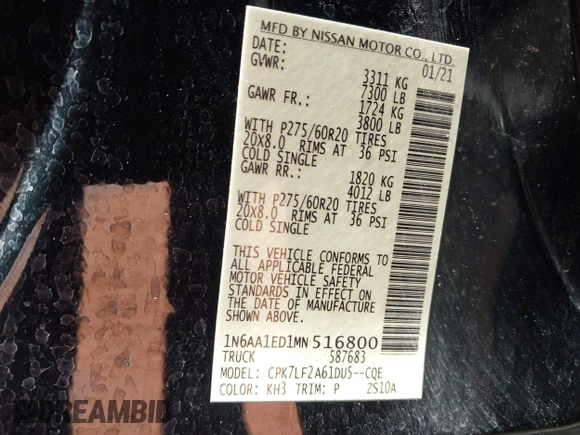 MFD BY NISSAN MOTOR CO., LTD.
DATE: 01/21
GVWR: 3311 KG
7300 LB
GAWR FR.: 1724 KG
3800 LB
WITH P275/60R20 TIRES
20X8.0 RIMS AT 36 PSI
COLD SINGLE
GAWR RR.: 1820 KG
4012 LB
WITH P275/60R20 TIRES
20X8.0 RIMS AT 36 PSI
COLD SINGLE
THIS VEHICLE CONFORMS TO
ALL APPLICABLE FEDERAL
MOTOR VEHICLE SAFETY
STANDARDS IN EFFECT ON
THE DATE OF MANUFACTURE
SHOWN ABOVE.
1N6AA1ED1MN516800
TRUCK 587683
MODEL: CPK7LF2A61DU5--CQE
COLOR: KH3 TRIM: P ZS10A
DREAMBID